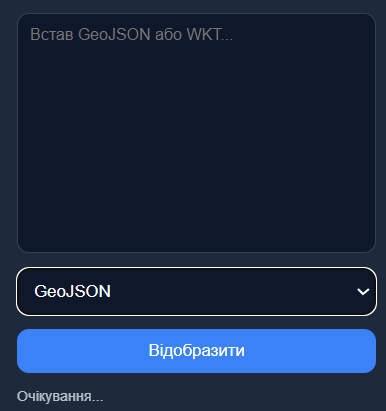 Встав GeoJSON або WKT...
GeoJSON
Відобразити
Очікування...